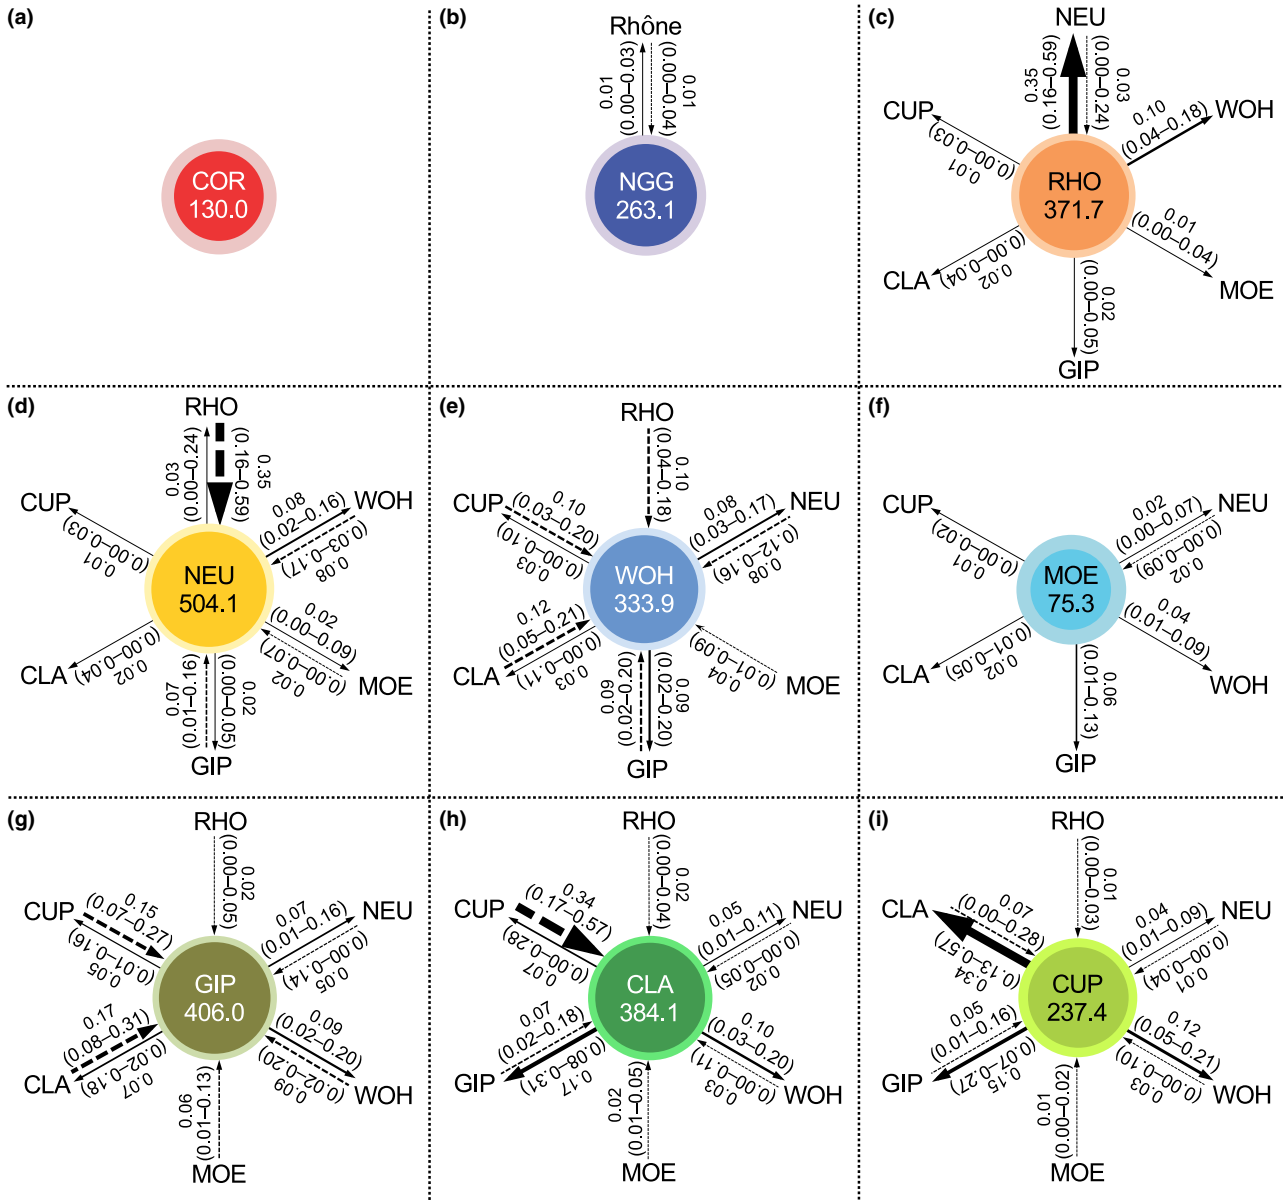 (a)
COR
130.0
(b)
Rhône
0.01
(0.00–0.03)
0.01
(0.00–0.04)
NGG
263.1
(c)
NEU
0.35
(0.16–0.59)
0.03
(0.00–0.24)
CUP
0.01
(0.00–0.03)
0.10
(0.04–0.18)
WOH
RHO
371.7
CLA
0.02
(0.00–0.04)
0.01
(0.00–0.04)
MOE
0.02
(0.00–0.05)
GIP
(d)
RHO
0.03
(0.00–0.24)
0.35
(0.16–0.59)
CUP
0.01
(0.00–0.03)
0.08
(0.02–0.16)
WOH
0.08
(0.03–0.17)
NEU
504.1
CLA
0.02
(0.00–0.04)
0.02
(0.00–0.09)
MOE
0.02
(0.00–0.07)
0.07
(0.01–0.16)
0.02
(0.00–0.05)
GIP
(e)
RHO
0.10
(0.04–0.18)
CUP
0.10
(0.03–0.20)
0.03
(0.00–0.10)
0.08
(0.03–0.17)
NEU
0.08
(0.12–0.16)
WOH
333.9
CLA
0.12
(0.05–0.21)
0.03
(0.00–0.11)
0.04
(0.01–0.09)
MOE
0.09
(0.02–0.20)
0.09
(0.02–0.20)
GIP
(f)
CUP
0.01
(0.00–0.02)
0.02
(0.00–0.07)
NEU
0.02
(0.00–0.09)
MOE
75.3
CLA
0.02
(0.01–0.05)
0.04
(0.01–0.09)
WOH
0.06
(0.01–0.13)
GIP
(g)
RHO
0.02
(0.00–0.05)
CUP
0.15
(0.07–0.27)
0.05
(0.01–0.16)
0.07
(0.01–0.16)
NEU
0.05
(0.00–0.14)
GIP
406.0
CLA
0.17
(0.08–0.31)
0.07
(0.02–0.18)
0.09
(0.02–0.20)
WOH
0.09
(0.02–0.20)
0.06
(0.01–0.13)
MOE
(h)
RHO
0.02
(0.00–0.04)
CUP
0.34
(0.17–0.57)
0.07
(0.00–0.28)
0.05
(0.01–0.11)
NEU
0.02
(0.00–0.05)
CLA
384.1
GIP
0.07
(0.02–0.18)
0.17
(0.08–0.31)
0.10
(0.03–0.20)
WOH
0.03
(0.00–0.11)
0.02
(0.01–0.05)
MOE
(i)
RHO
0.01
(0.00–0.03)
CLA
0.07
(0.00–0.28)
0.34
(0.13–0.57)
0.04
(0.01–0.09)
NEU
0.01
(0.00–0.04)
CUP
237.4
GIP
0.05
(0.01–0.16)
0.15
(0.07–0.27)
0.12
(0.05–0.21)
WOH
0.03
(0.00–0.10)
0.01
(0.00–0.02)
MOE